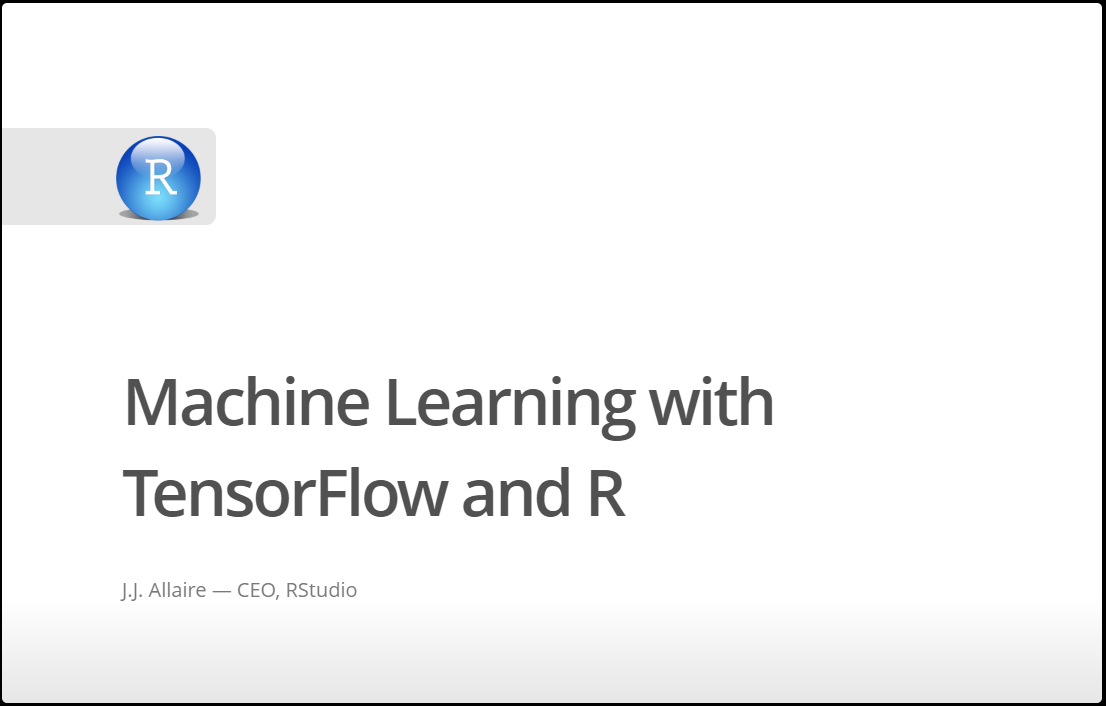 R
Machine Learning with
TensorFlow and R
J.J. Allaire — CEO, RStudio